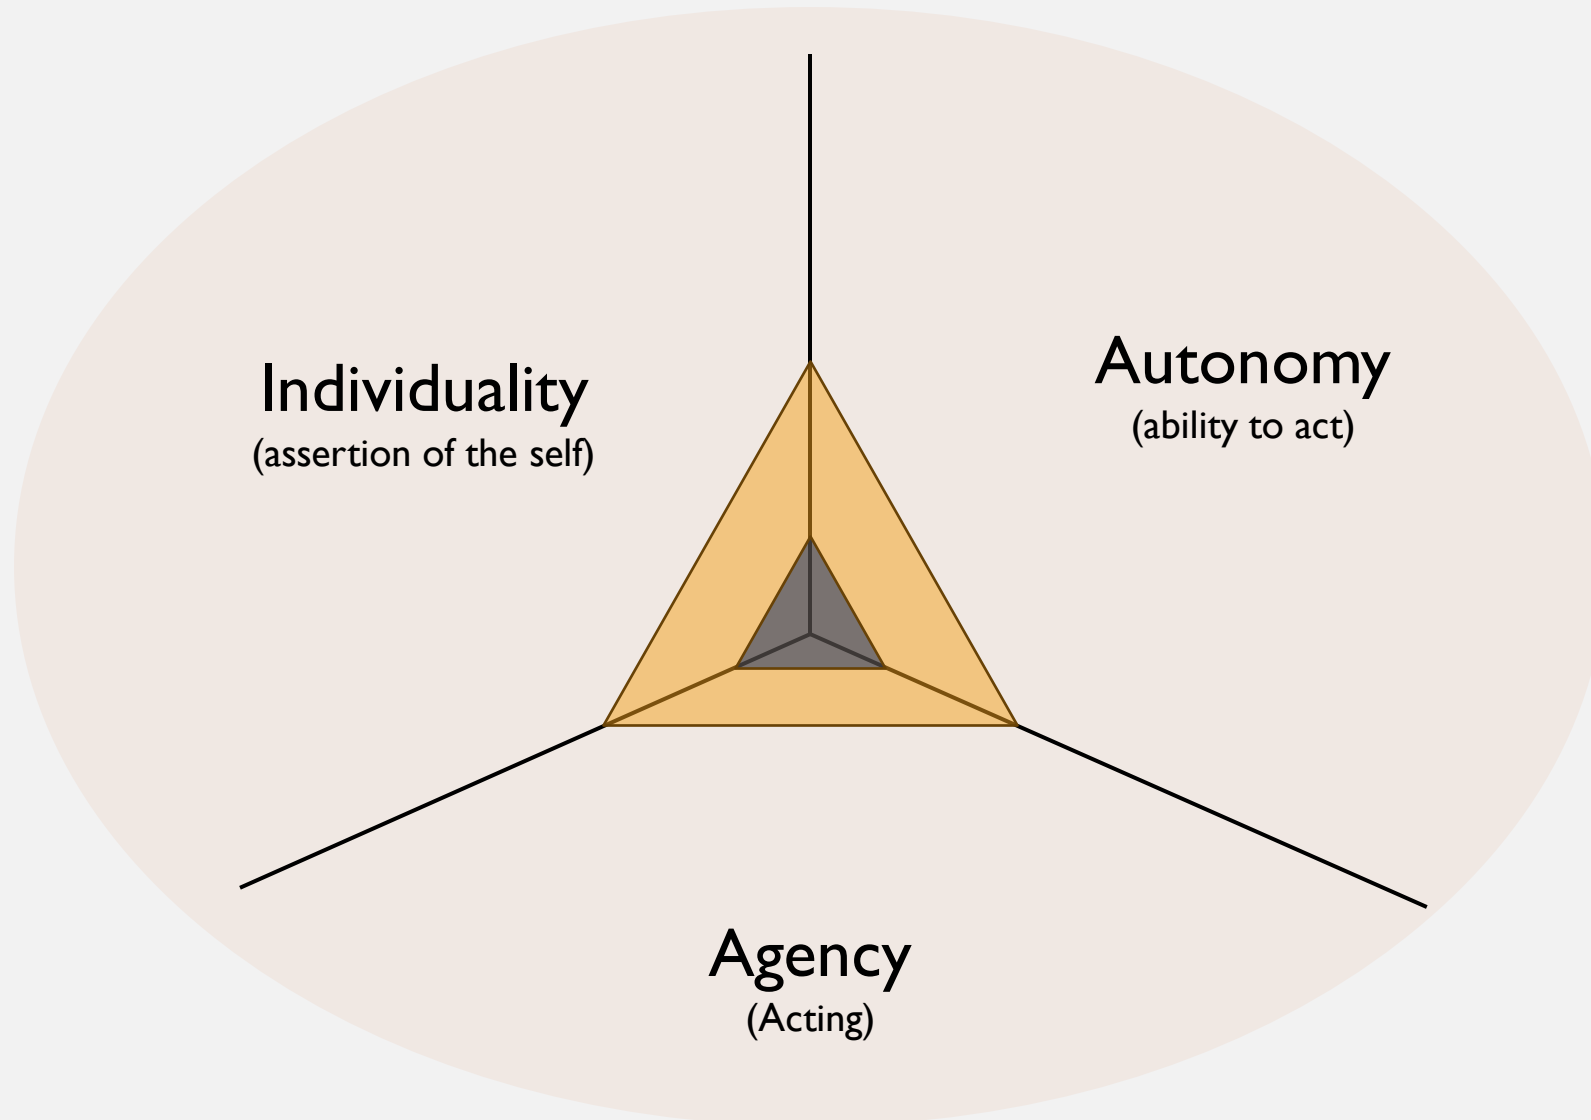 Individuality
(assertion of the self)
Autonomy
(ability to act)
Agency
(Acting)